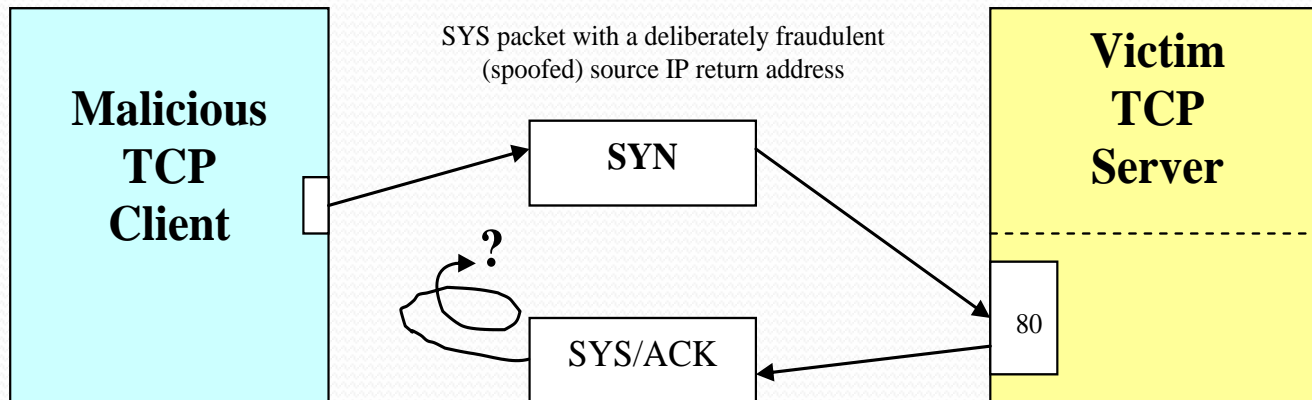 SYS packet with a deliberately fraudulent
(spoofed) source IP return address
Malicious
TCP
Client
SYN
Victim
TCP
Server
?
80
SYS/ACK